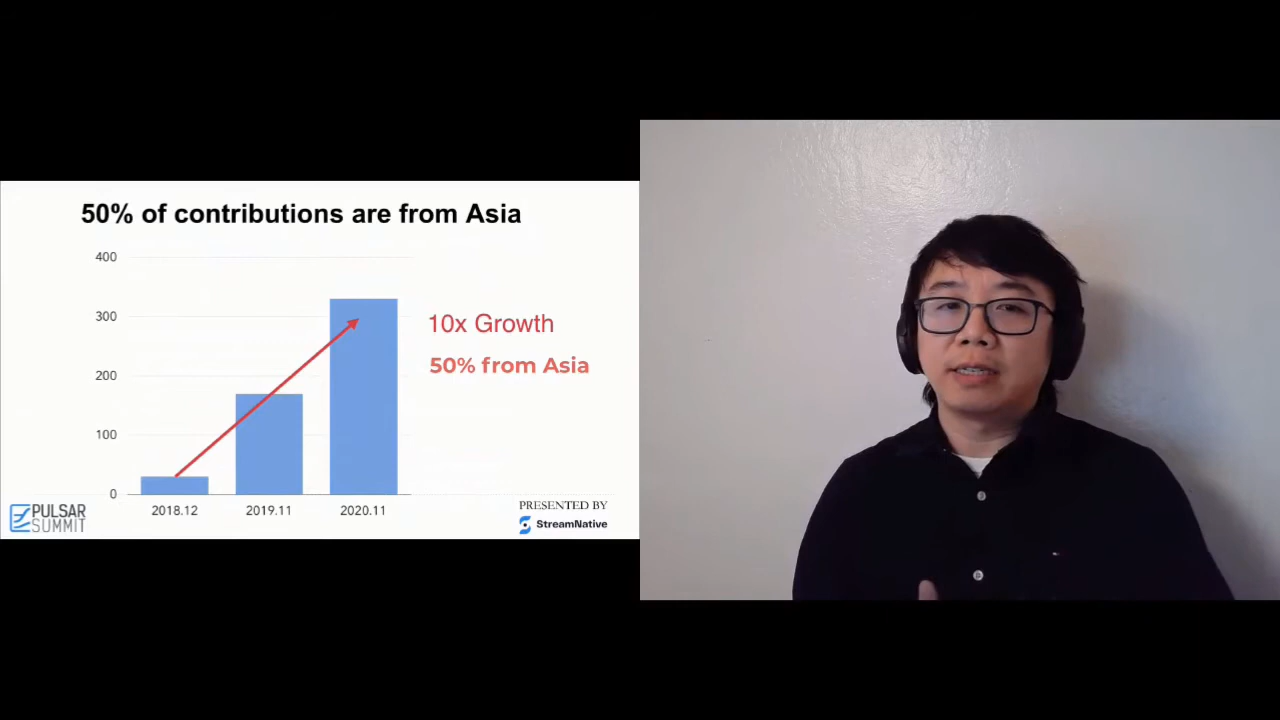 50% of contributions are from Asia
400
300
200
100
0
2018.12
2019.11
2020.11
10x Growth
50% from Asia
PULSAR
SUMMIT
PRESENTED BY
StreamNative